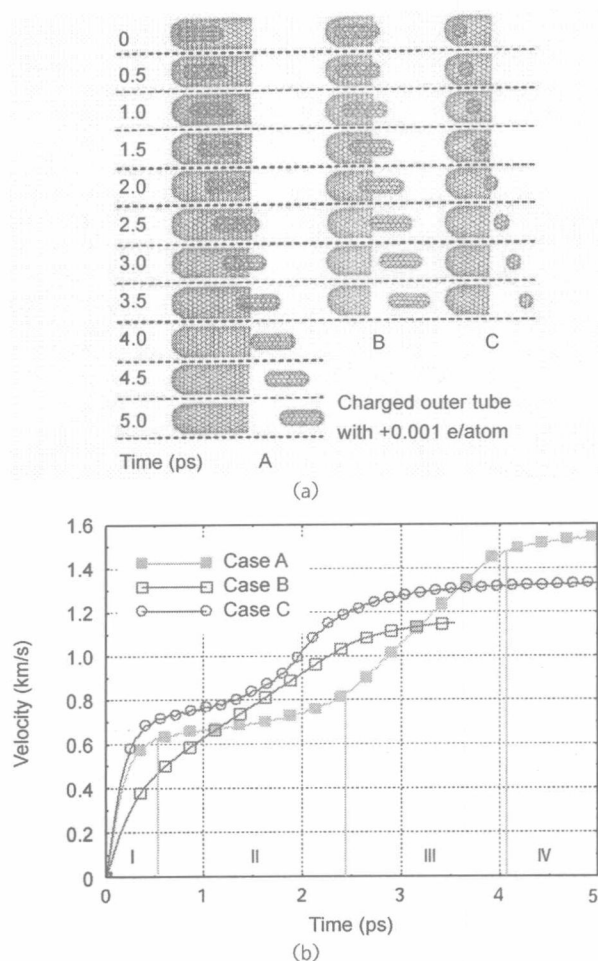 0
0.5
1.0
1.5
2.0
2.5
3.0
3.5
B C
4.0
4.5
5.0
Charged outer tube
with +0.001 e/atom
Time (ps) A
(a)
1.6
1.4
1.2
1.0
0.8
0.6
0.4
0.2
0
Velocity (km/s)
Case A
Case B
Case C
I II III IV
0 1 2 3 4 5
Time (ps)
(b)